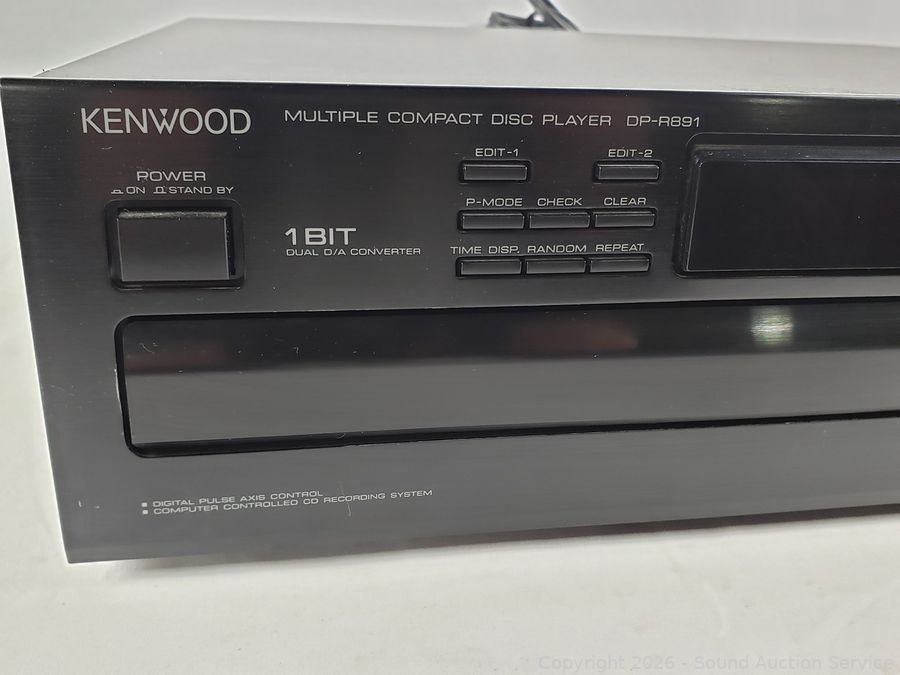 KENWOOD MULTIPLE COMPACT DISC PLAYER DP-R891
EDIT-1 EDIT-2
POWER
ON STAND BY
P-MODE CHECK CLEAR
1 BIT
DUAL D/A CONVERTER
TIME DISP. RANDOM REPEAT
DIGITAL PULSE AXIS CONTROL
COMPUTER CONTROLLED CD RECORDING SYSTEM
Copyright 2026 - Sound Auction Service